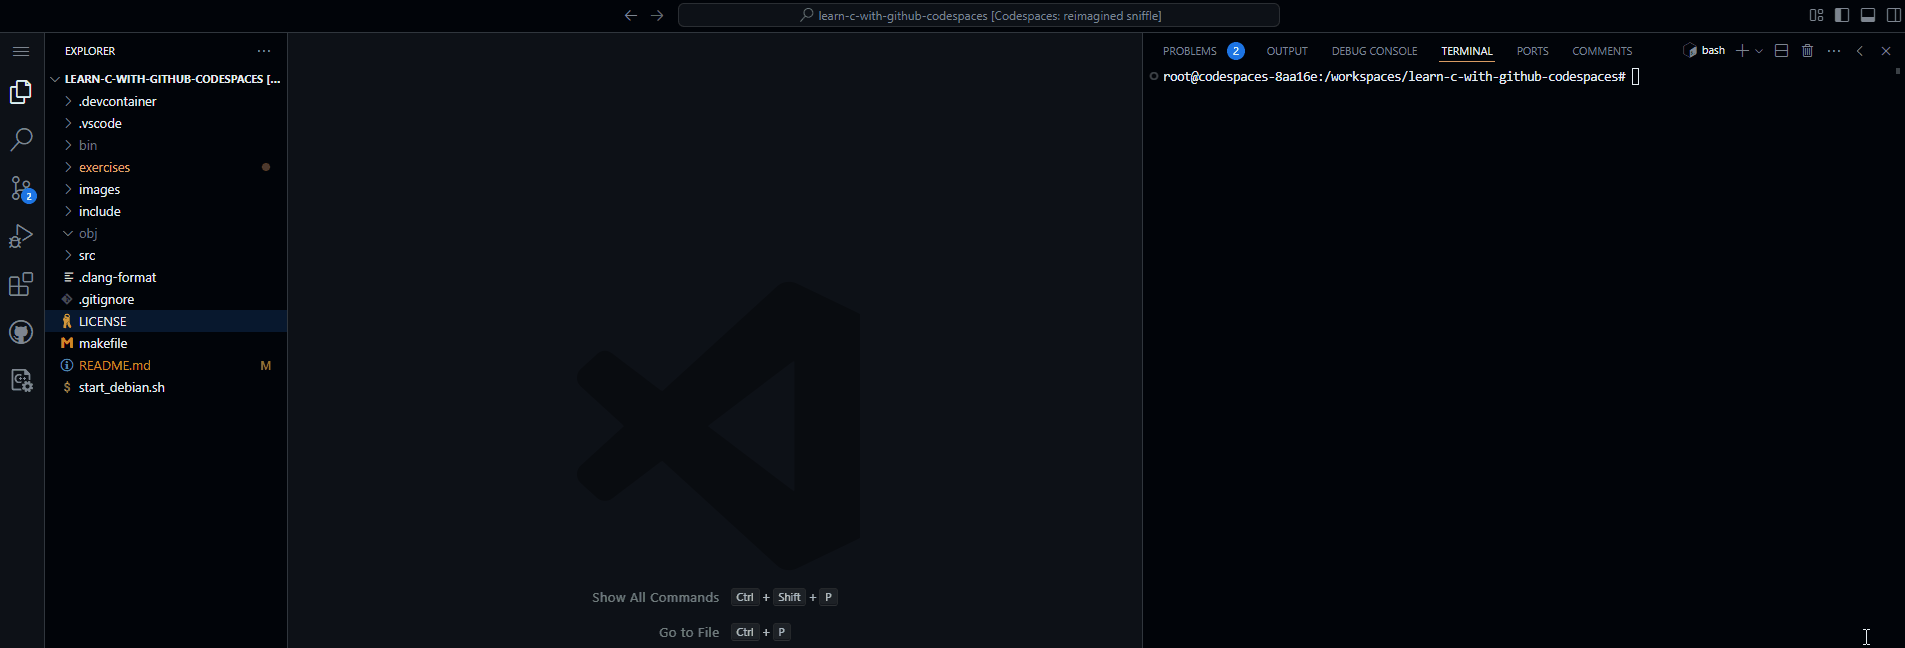 learn-c-with-github-codespaces [Codespaces: reimagined sniffle]
EXPLORER
LEARN-C-WITH-GITHUB-CODESPACES [...
.devcontainer
.vscode
bin
exercises
images
include
obj
src
.clang-format
.gitignore
LICENSE
makefile
README.md M
$ start_debian.sh
2
Show All Commands Ctrl + Shift + P
Go to File Ctrl + P
PROBLEMS 2 OUTPUT DEBUG CONSOLE TERMINAL PORTS COMMENTS bash
root@codespaces-8aa16e:/workspaces/learn-c-with-github-codespaces#